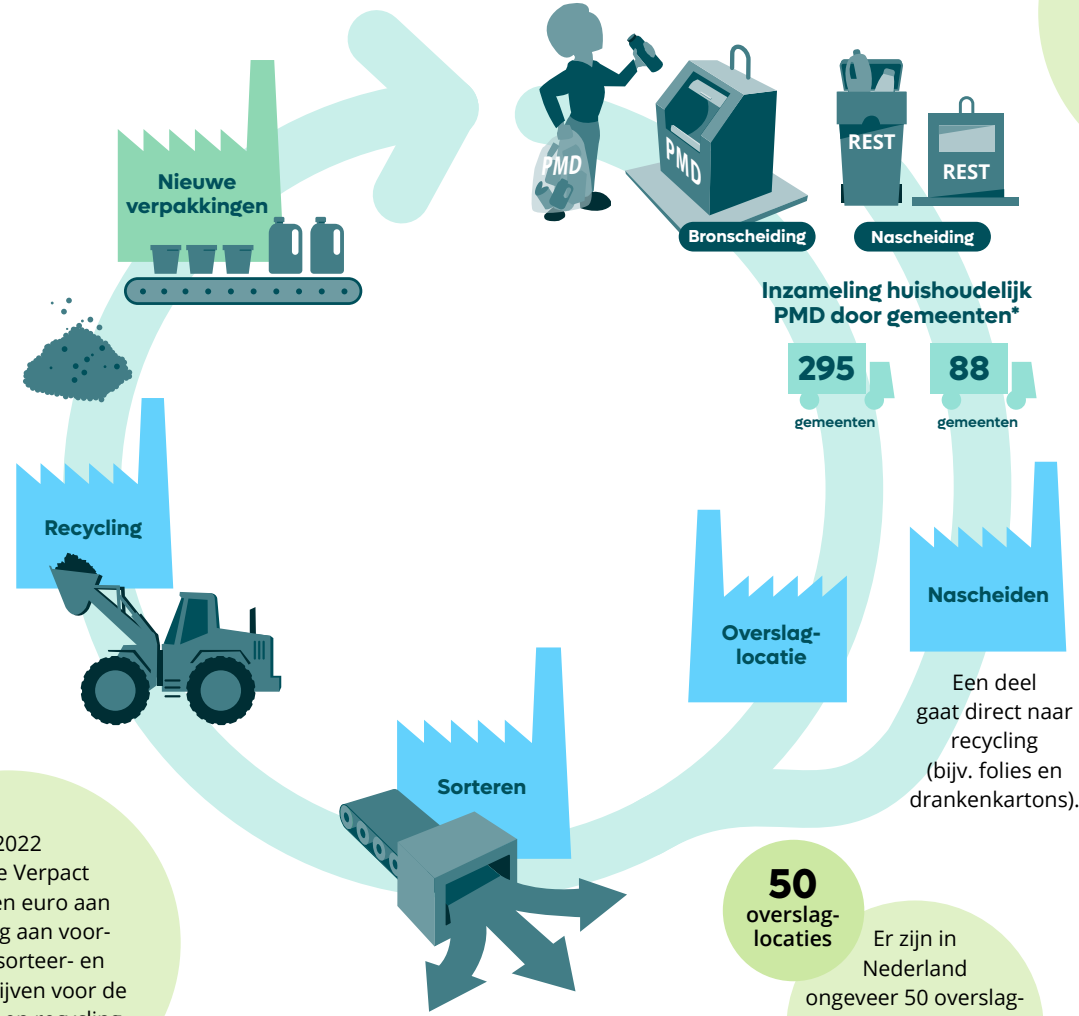 PMD
PMD
REST
REST
Bronscheiding
Nascheiding
Inzameling huishoudelijk
PMD door gemeenten*
295
gemeenten
88
gemeenten
Nieuwe
verpakkingen
Recycling
Sorteren
Overslag-
locatie
Nascheiden
Een deel
gaat direct naar
recycling
(bijv. folies en
drankenkartons).
2022
e Verpact
en euro aan
g aan voor-
sorteer- en
ijven voor de
en recycling
50
overslag-
locaties
Er zijn in
Nederland
ongeveer 50 overslag-